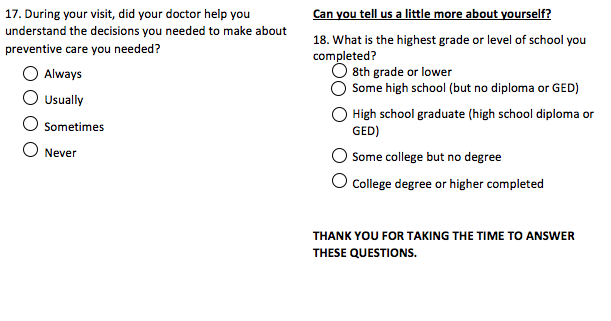 17. During your visit, did your doctor help you
understand the decisions you needed to make about
preventive care you needed?
Always
Usually
Sometimes
Never
Can you tell us a little more about yourself?
18. What is the highest grade or level of school you
completed?
8th grade or lower
Some high school (but no diploma or GED)
High school graduate (high school diploma or
GED)
Some college but no degree
College degree or higher completed
THANK YOU FOR TAKING THE TIME TO ANSWER
THESE QUESTIONS.